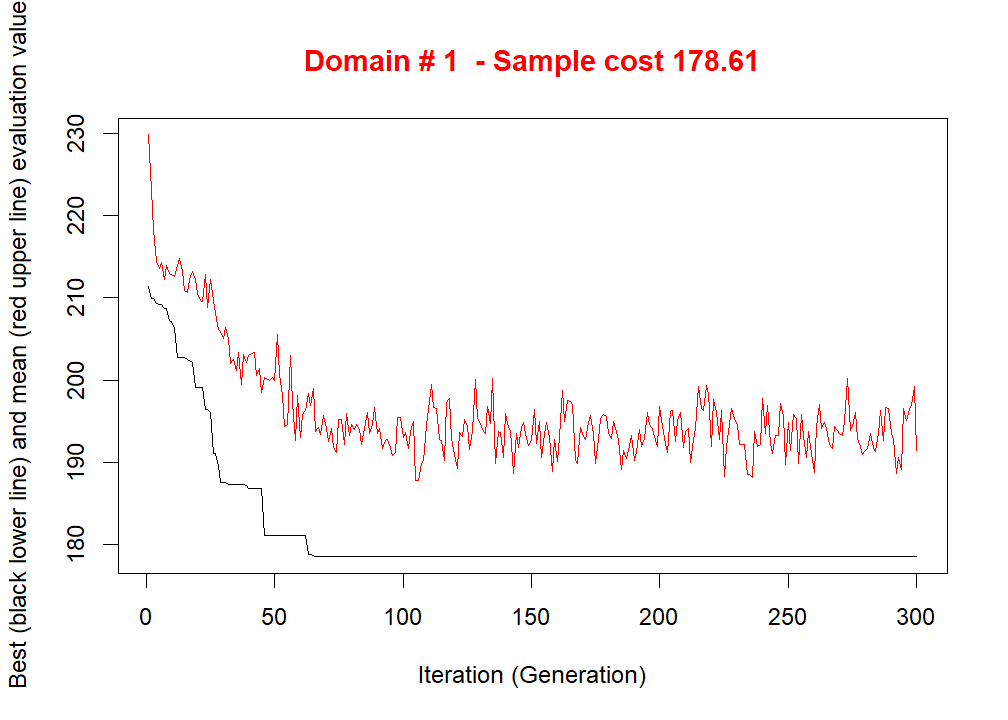 Domain # 1  - Sample cost 178.61
Best (black lower line) and mean (red upper line) evaluation value
230
220
210
200
190
180
0 50 100 150 200 250 300
Iteration (Generation)